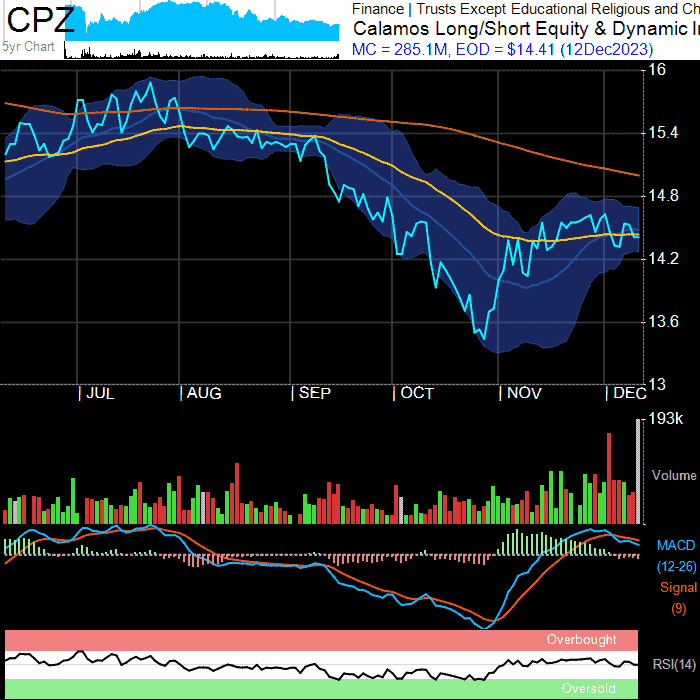 CPZ
5yr Chart
Finance | Trusts Except Educational Religious and Ch
Calamos Long/Short Equity & Dynamic I
MC = 285.1M, EOD = $14.41 (12Dec2023)
16
15.4
14.8
14.2
13.6
13
| JUL | AUG | SEP | OCT | NOV | DEC
193k
Volume
MACD
(12-26)
Signal
(9)
Overbought
RSI(14)
Oversold